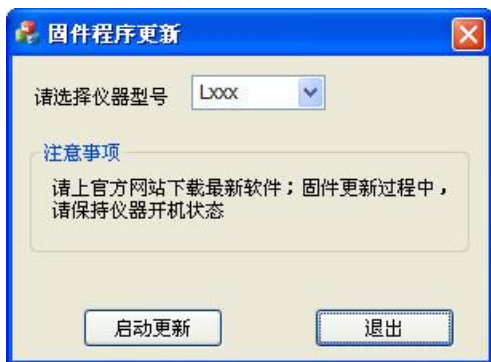 固件程序更新
请选择仪器型号 Lxxx
注意事项
请上官方网站下载最新软件；固件更新过程中，
请保持仪器开机状态
启动更新 退出